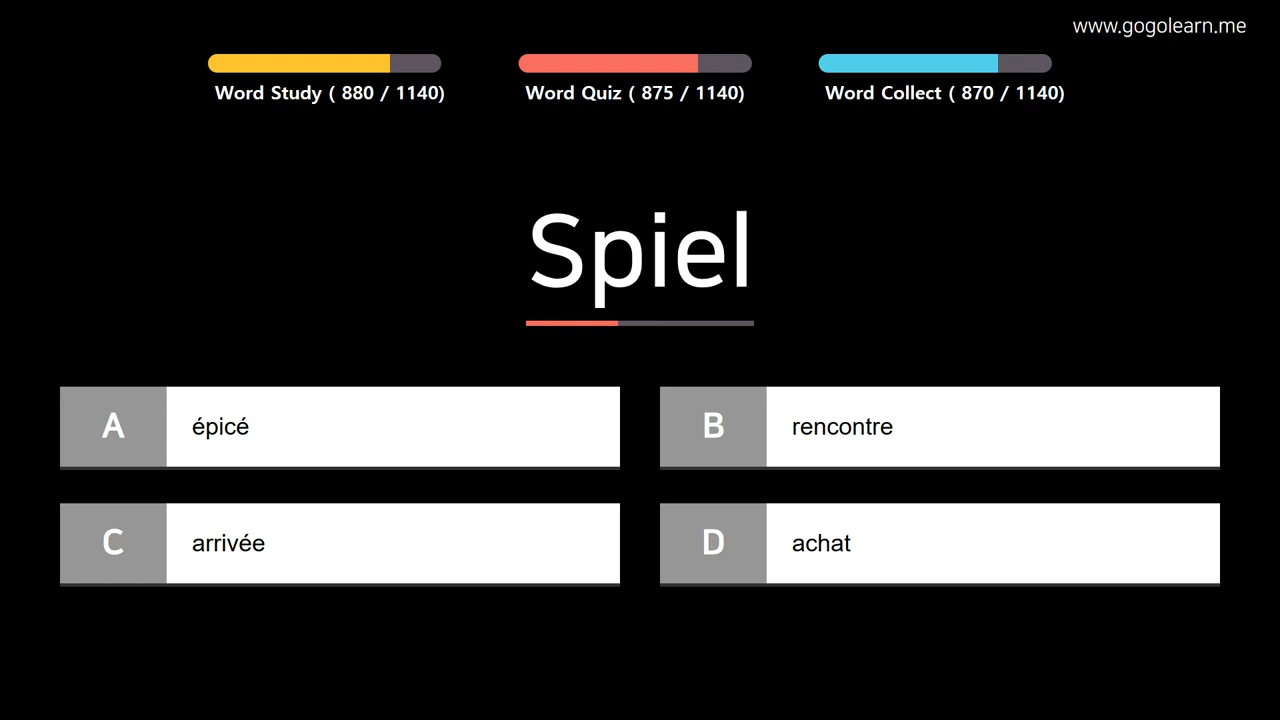 www.gogolearn.me
Word Study ( 880 / 1140)
Word Quiz ( 875 / 1140)
Word Collect ( 870 / 1140)
Spiel
A épicé
B rencontre
C arrivée
D achat